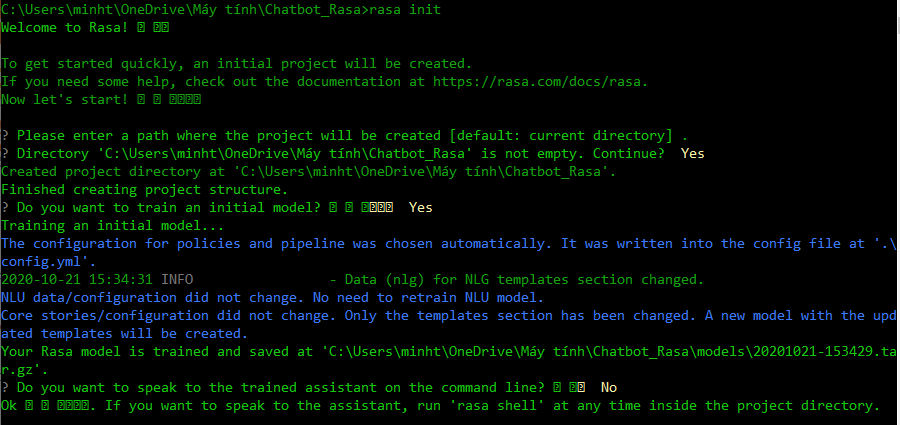 C:\Users\minht\OneDrive\Máy tính\Chatbot_Rasa>rasa init
Welcome to Rasa!
To get started quickly, an initial project will be created.
If you need some help, check out the documentation at https://rasa.com/docs/rasa.
Now let's start!
? Please enter a path where the project will be created [default: current directory] .
? Directory 'C:\Users\minht\OneDrive\Máy tính\Chatbot_Rasa' is not empty. Continue?  Yes
Created project directory at 'C:\Users\minht\OneDrive\Máy tính\Chatbot_Rasa'.
Finished creating project structure.
? Do you want to train an initial model?  Yes
Training an initial model...
The configuration for policies and pipeline was chosen automatically. It was written into the config file at '.\
config.yml'.
2020-10-21 15:34:31 INFO     - Data (nlg) for NLG templates section changed.
NLU data/configuration did not change. No need to retrain NLU model.
Core stories/configuration did not change. Only the templates section has been changed. A new model with the upd
ated templates will be created.
Your Rasa model is trained and saved at 'C:\Users\minht\OneDrive\Máy tính\Chatbot_Rasa\models\20201021-153429.ta
r.gz'.
? Do you want to speak to the trained assistant on the command line?  No
Ok . If you want to speak to the assistant, run 'rasa shell' at any time inside the project directory.